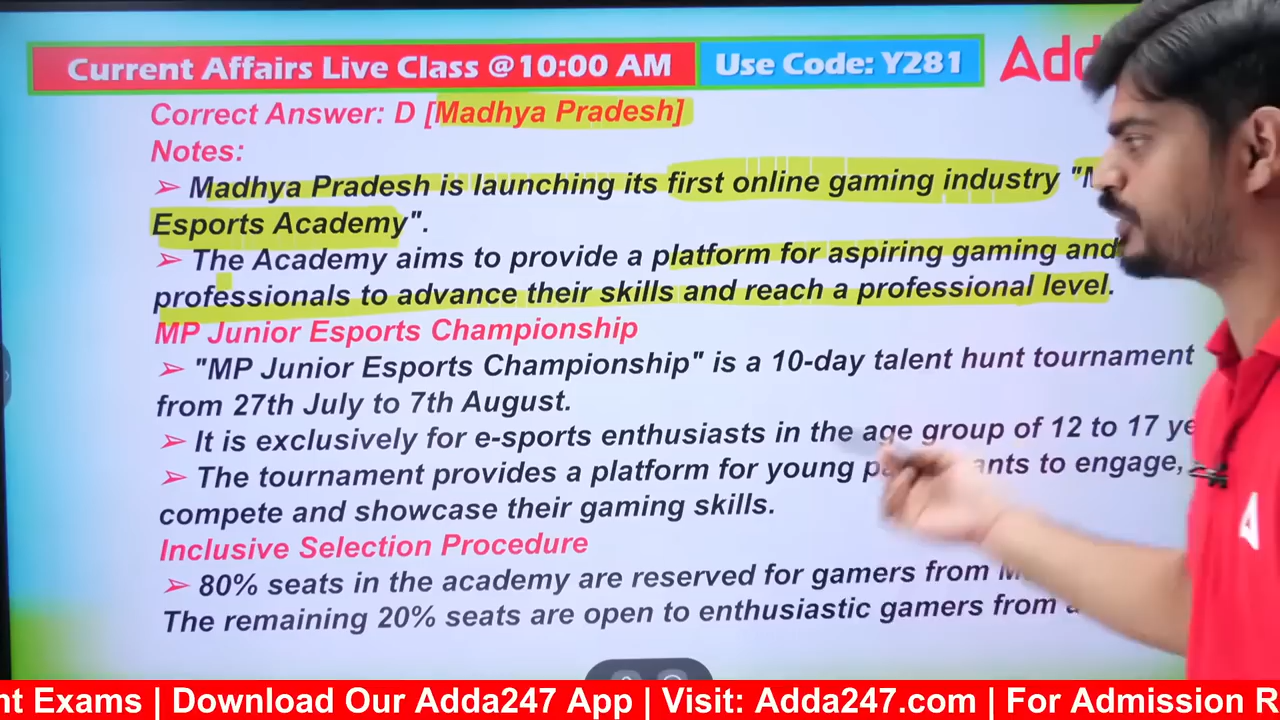 Current Affairs Live Class @10:00 AM Use Code: Y281 Add
Correct Answer: D [Madhya Pradesh]
Notes:
➢ Madhya Pradesh is launching its first online gaming industry "
Esports Academy".
➢ The Academy aims to provide a platform for aspiring gaming and
professionals to advance their skills and reach a professional level.
MP Junior Esports Championship
➢ "MP Junior Esports Championship" is a 10-day talent hunt tournament
from 27th July to 7th August.
➢ It is exclusively for e-sports enthusiasts in the age group of 12 to 17 ye
➢ The tournament provides a platform for young to engage,
compete and showcase their gaming skills.
Inclusive Selection Procedure
➢ 80% seats in the academy are reserved for gamers from
The remaining 20% seats are open to enthusiastic gamers from
nt Exams | Download Our Adda247 App | Visit: Adda247.com | For Admission R